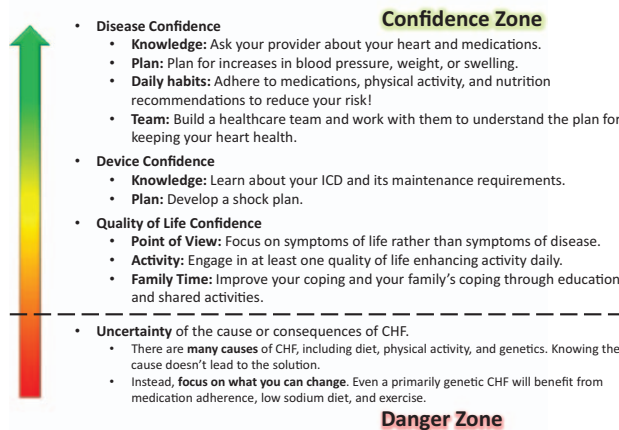 Confidence Zone
• Disease Confidence
• Knowledge: Ask your provider about your heart and medications.
• Plan: Plan for increases in blood pressure, weight, or swelling.
• Daily habits: Adhere to medications, physical activity, and nutrition
recommendations to reduce your risk!
• Team: Build a healthcare team and work with them to understand the plan for
keeping your heart health.
• Device Confidence
• Knowledge: Learn about your ICD and its maintenance requirements.
• Plan: Develop a shock plan.
• Quality of Life Confidence
• Point of View: Focus on symptoms of life rather than symptoms of disease.
• Activity: Engage in at least one quality of life enhancing activity daily.
• Family Time: Improve your coping and your family's coping through education
and shared activities.
• Uncertainty of the cause or consequences of CHF.
• There are many causes of CHF, including diet, physical activity, and genetics. Knowing the
cause doesn't lead to the solution.
• Instead, focus on what you can change. Even a primarily genetic CHF will benefit from
medication adherence, low sodium diet, and exercise.
Danger Zone